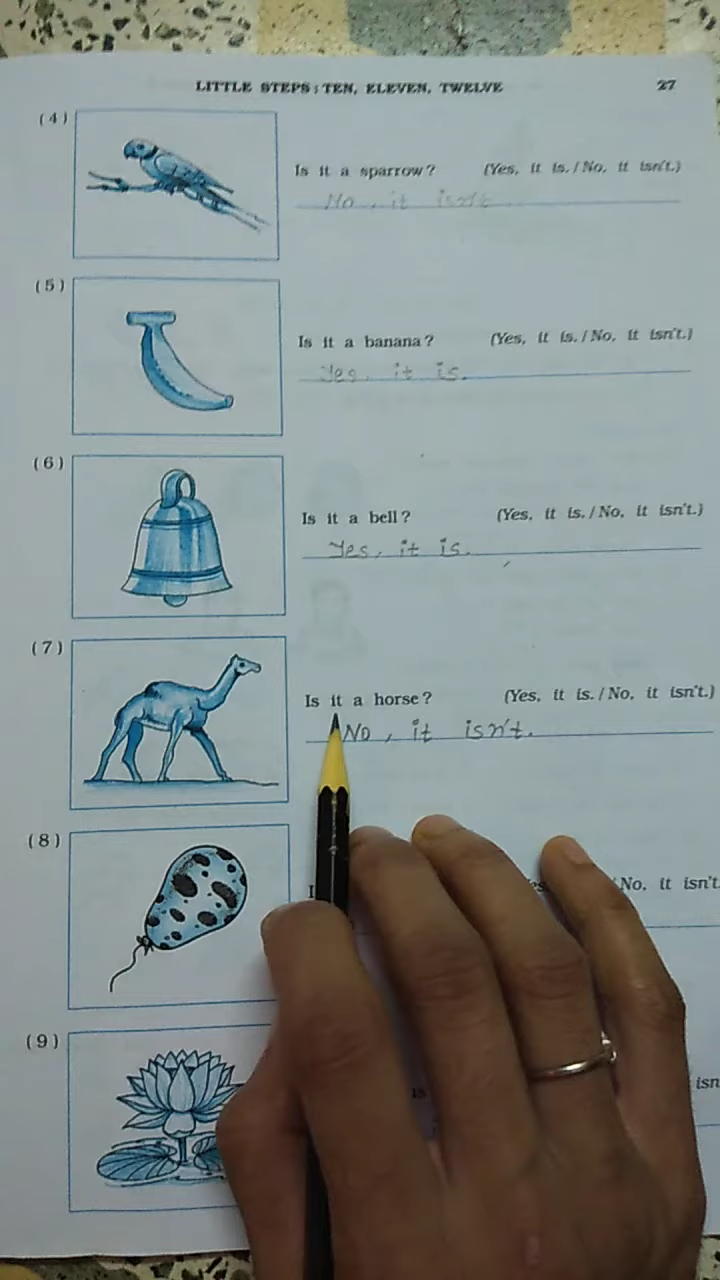 LITTLE STEPS : TEN, ELEVEN, TWELVE 27
(4)
Is it a sparrow? (Yes, it is. / No, it isn't.)
No, it isn't
(5)
Is it a banana? (Yes, it is. / No, it isn't.)
Yes, it is.
(6)
Is it a bell? (Yes, it is. / No, it isn't.)
Yes, it is.
(7)
Is it a horse? (Yes, it is. / No, it isn't.)
No, it isn't.
(8)
No, it isn't.
(9)